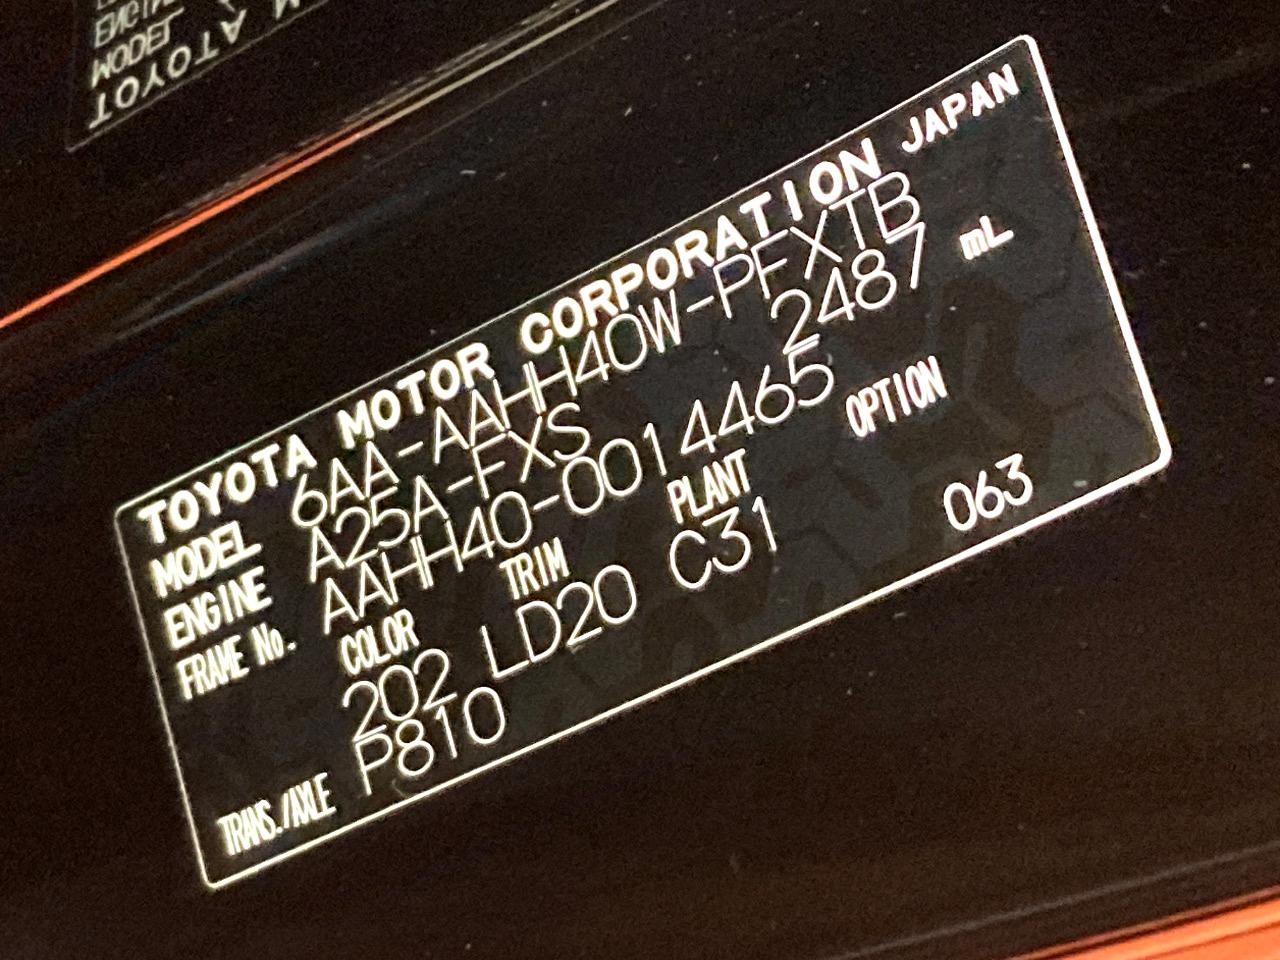 TOYOTA MOTOR CORPORATION JAPAN
MODEL 6AA-AAHH40W-PFXTB
ENGINE A25A-FXS 2487 mL
FRAME No. AAHH40-0014465
COLOR TRIM PLANT OPTION
202 LD20 C31 063
TRANS./AXLE P810
TOYOTA M
MODEL
ENGINE